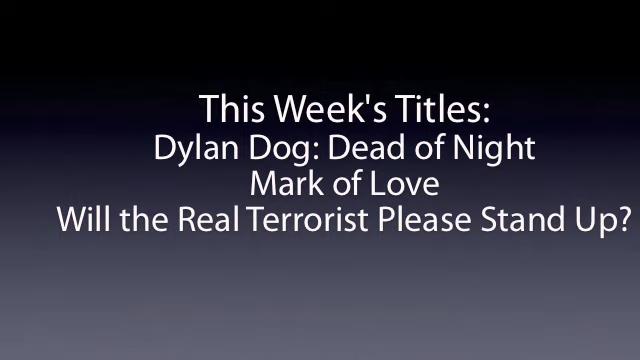 This Week's Titles:
Dylan Dog: Dead of Night
Mark of Love
Will the Real Terrorist Please Stand Up?